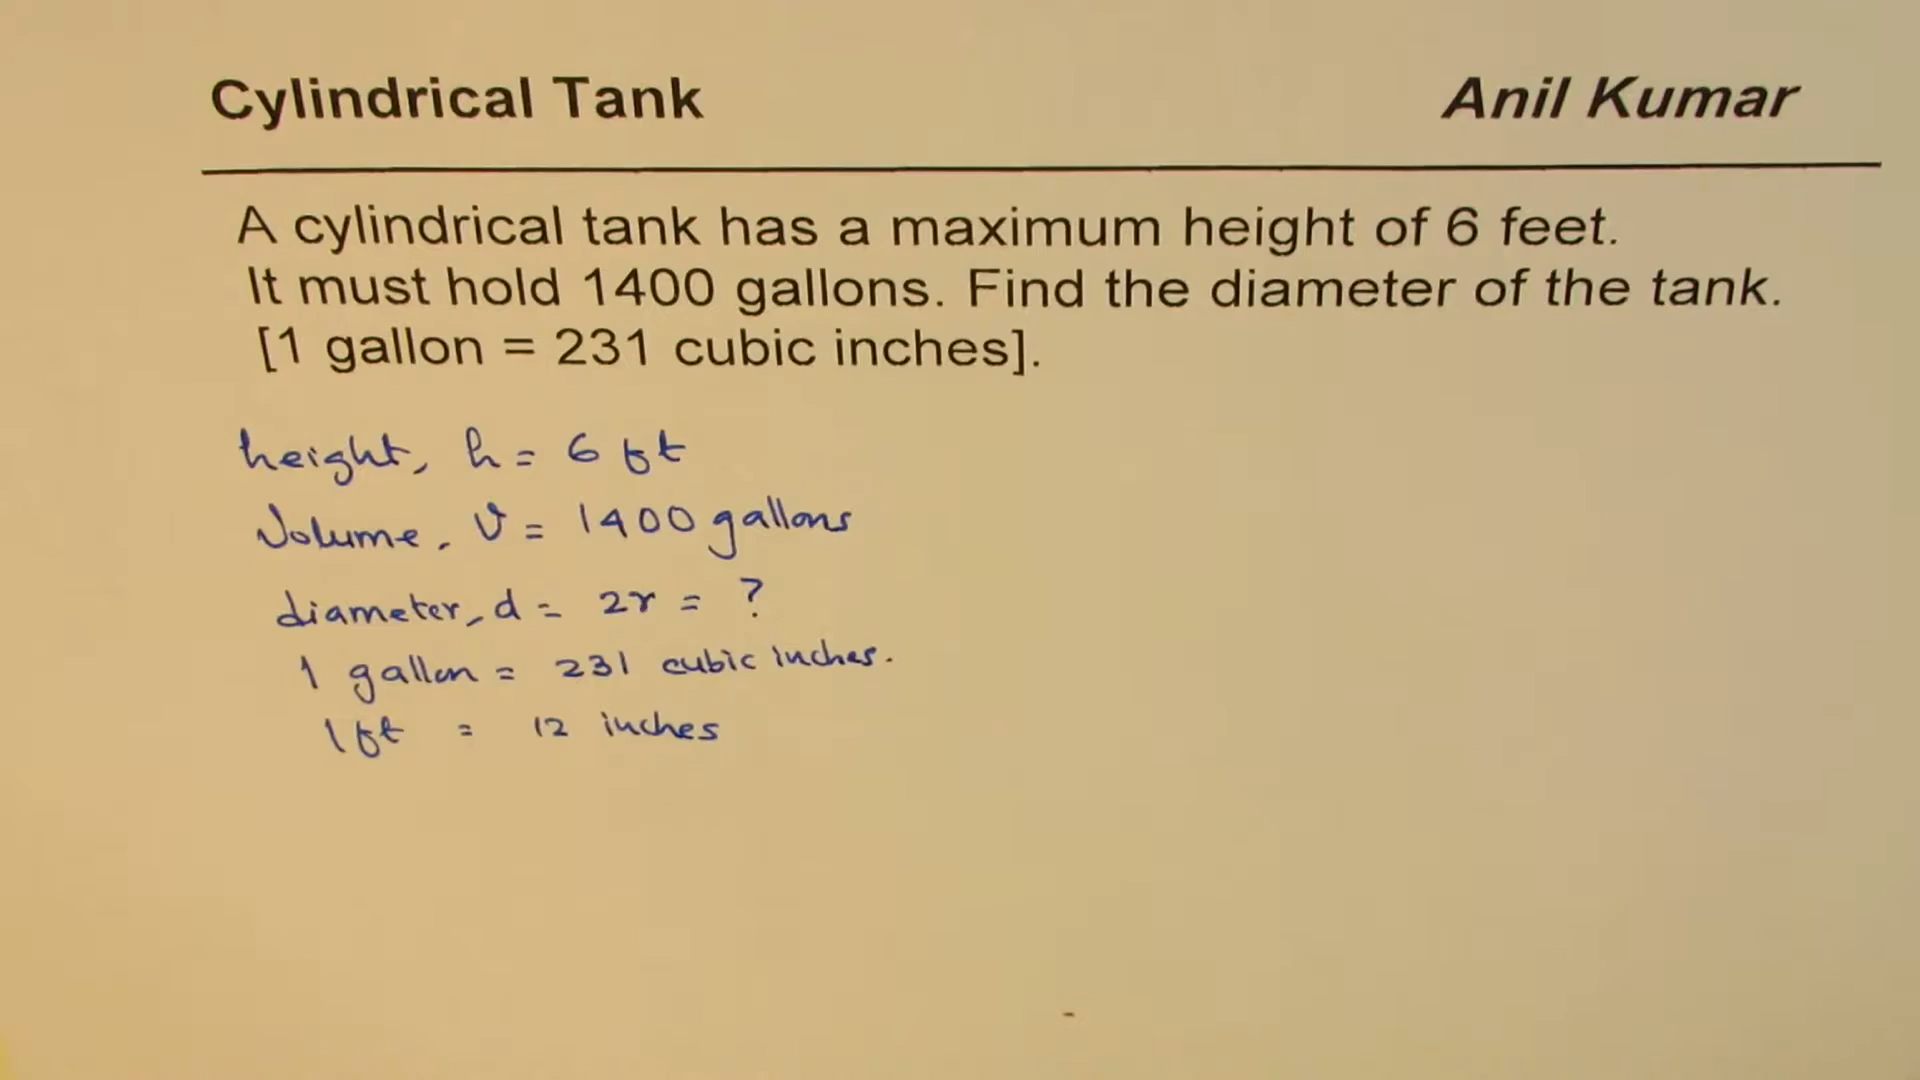 Cylindrical Tank Anil Kumar
A cylindrical tank has a maximum height of 6 feet.
It must hold 1400 gallons. Find the diameter of the tank.
[1 gallon = 231 cubic inches].
height, h = 6 ft
Volume, V = 1400 gallons
diameter, d = 2r = ?
1 gallon = 231 cubic inches.
1 ft = 12 inches